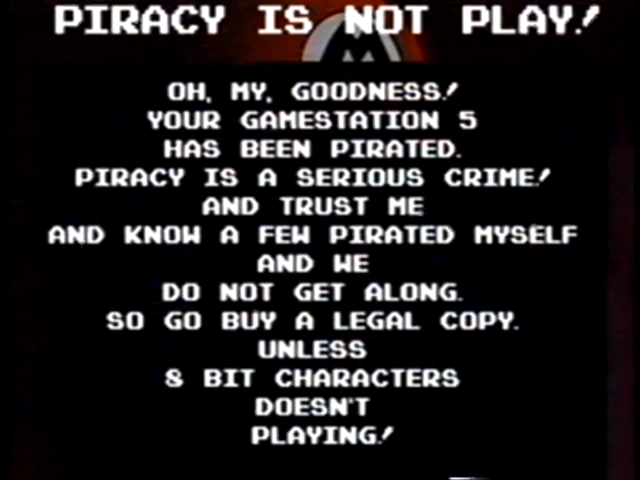 PIRACY IS NOT PLAY!
OH, MY, GOODNESS!
YOUR GAMESTATION 5
HAS BEEN PIRATED.
PIRACY IS A SERIOUS CRIME!
AND TRUST ME
AND KNOW A FEW PIRATED MYSELF
AND WE
DO NOT GET ALONG.
SO GO BUY A LEGAL COPY.
UNLESS
8 BIT CHARACTERS
DOESN'T
PLAYING!